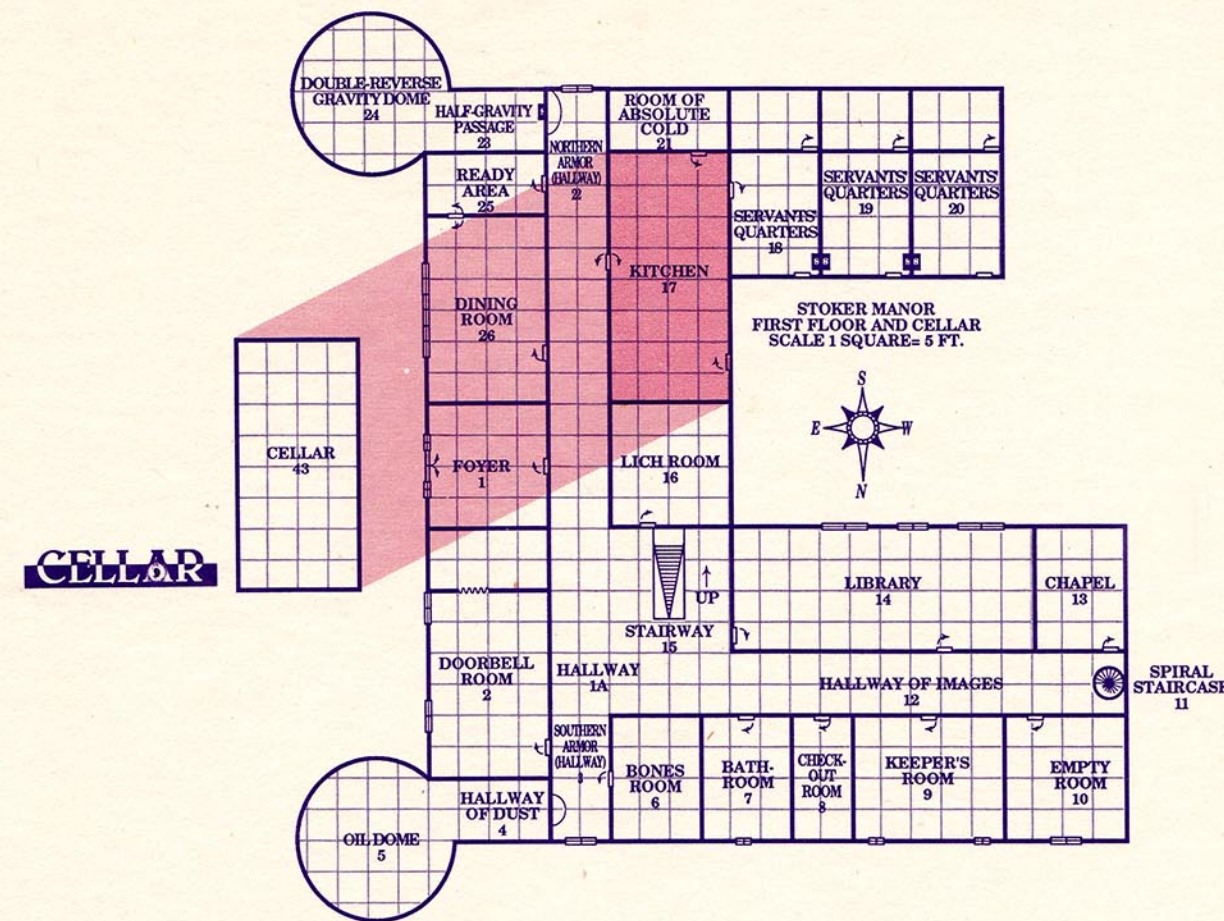 DOUBLE-REVERSE
GRAVITY DOME
24
HALF-GRAVITY
PASSAGE
23
NORTHERN
ARMOR
(HALLWAY)
22
ROOM OF
ABSOLUTE
COLD
21
READY
AREA
25
SERVANTS'
QUARTERS
18
SERVANTS'
QUARTERS
19
SERVANTS'
QUARTERS
20
KITCHEN
17
DINING
ROOM
26
STOKER MANOR
FIRST FLOOR AND CELLAR
SCALE 1 SQUARE= 5 FT.
S
E
W
N
CELLAR
43
FOYER
1
LICH ROOM
16
CELLAR
UP
STAIRWAY
15
LIBRARY
14
CHAPEL
13
DOORBELL
ROOM
2
HALLWAY
1A
HALLWAY OF IMAGES
12
SPIRAL
STAIRCASE
11
SOUTHERN
ARMOR
(HALLWAY)
3
BONES
ROOM
6
BATH-
ROOM
7
CHECK-
OUT
ROOM
8
KEEPER'S
ROOM
9
EMPTY
ROOM
10
HALLWAY
OF DUST
4
OIL DOME
5